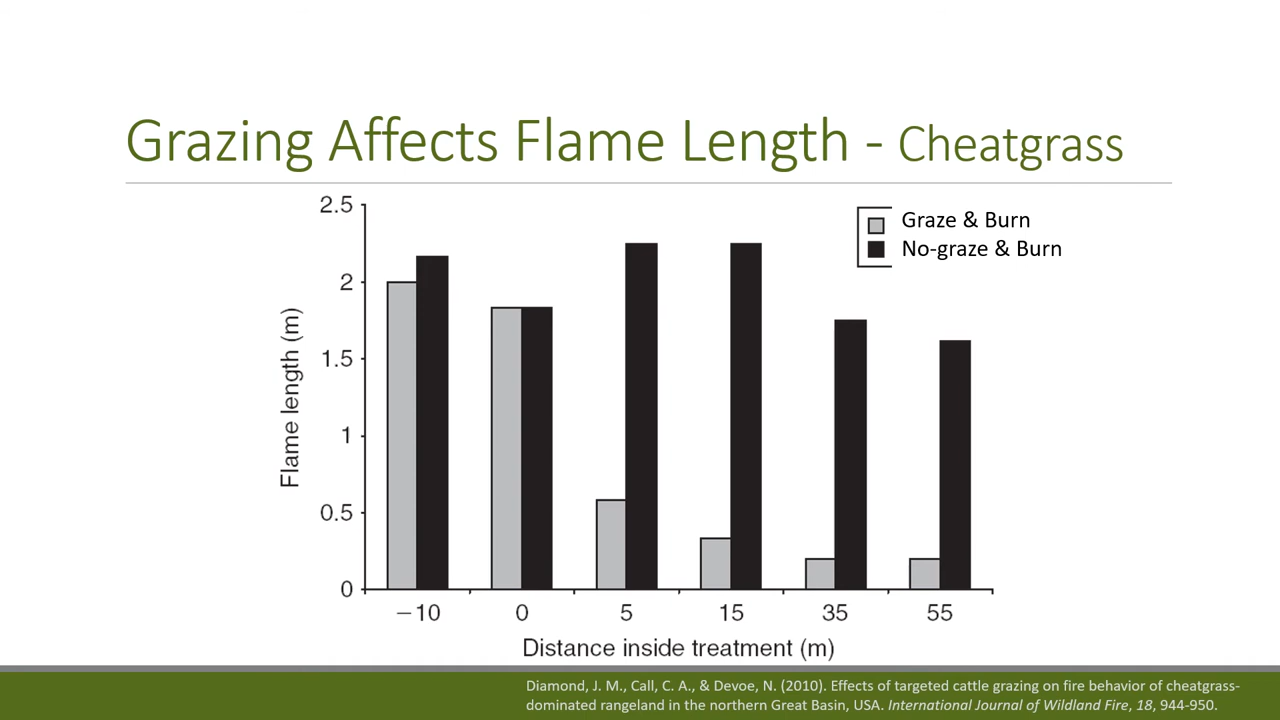 Grazing Affects Flame Length - Cheatgrass
2.5
2
1.5
1
0.5
0
Flame length (m)
Graze & Burn
No-graze & Burn
−10 0 5 15 35 55
Distance inside treatment (m)
Diamond, J. M., Call, C. A., & Devoe, N. (2010). Effects of targeted cattle grazing on fire behavior of cheatgrass-
dominated rangeland in the northern Great Basin, USA. International Journal of Wildland Fire, 18, 944-950.